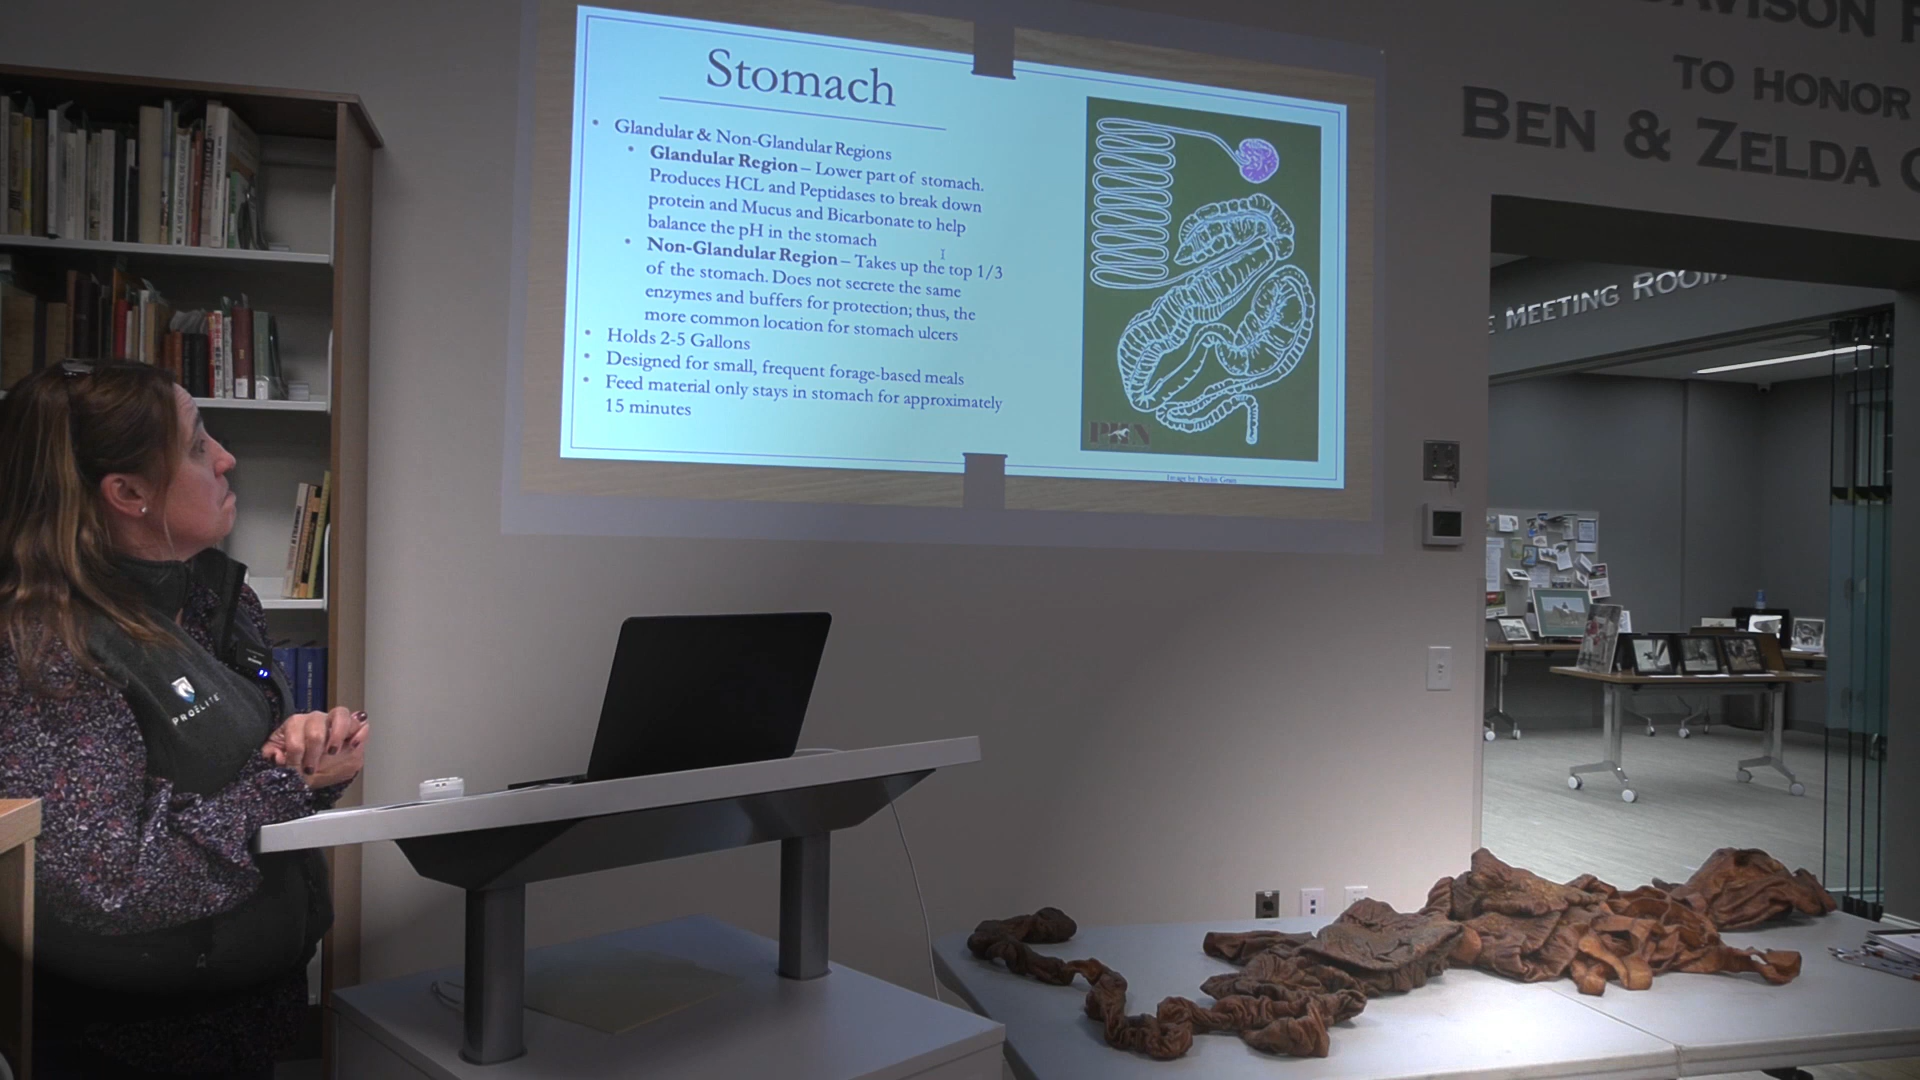 Stomach
Glandular & Non-Glandular Regions
Glandular Region – Lower part of stomach.
Produces HCL and Peptidases to break down
protein and Mucus and Bicarbonate to help
balance the pH in the stomach
Non-Glandular Region – Takes up the top 1/3
of the stomach. Does not secrete the same
enzymes and buffers for protection; thus, the
more common location for stomach ulcers
Holds 2-5 Gallons
Designed for small, frequent forage-based meals
Feed material only stays in stomach for approximately
15 minutes
TO HONOR
BEN & ZELDA
MEETING ROOM
PROELITE